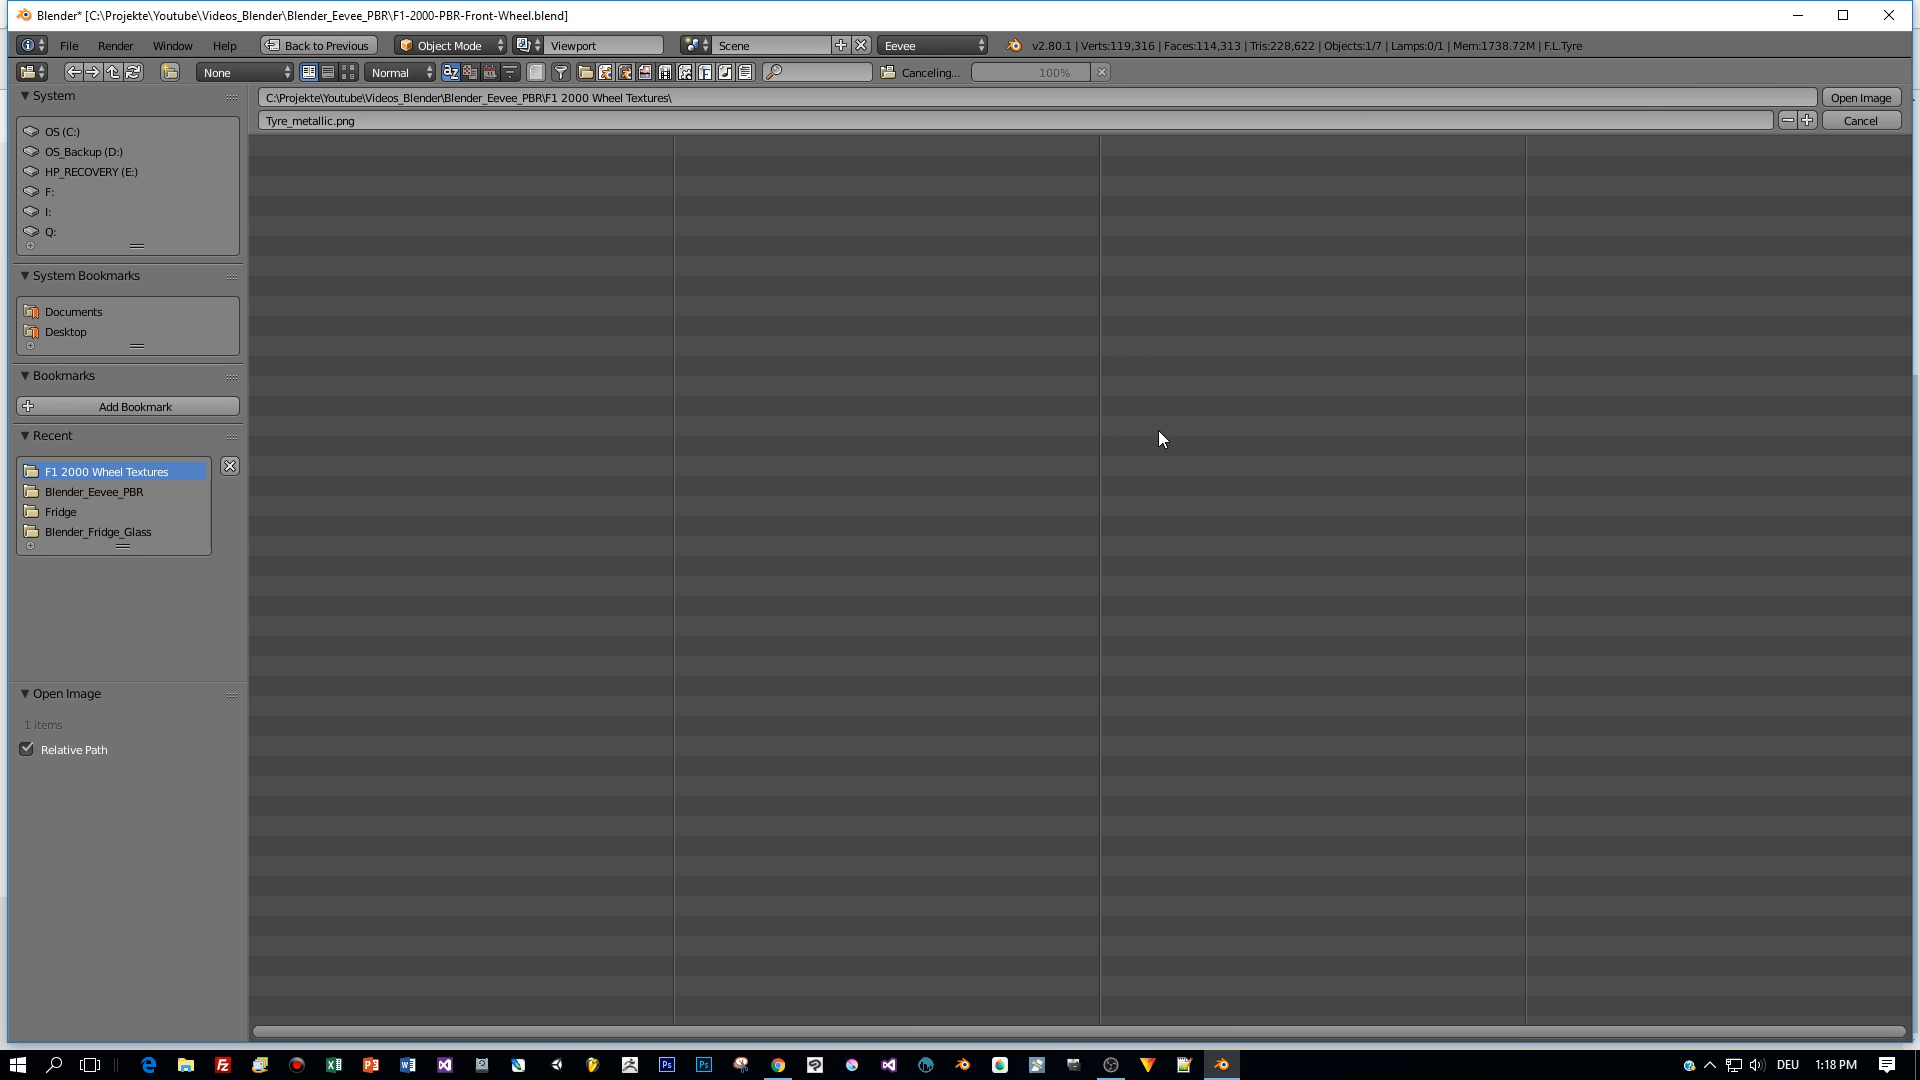 Blender* [C:\Projekte\Youtube\Videos_Blender\Blender_Eevee_PBR\F1-2000-PBR-Front-Wheel.blend]
File Render Window Help Back to Previous Object Mode Viewport Scene Eevee v2.80.1 | Verts:119,316 | Faces:114,313 | Tris:228,622 | Objects:1/7 | Lamps:0/1 | Mem:1738.72M | F.L.Tyre
None Normal Canceling... 100%
System
C:\Projekte\Youtube\Videos_Blender\Blender_Eevee_PBR\F1 2000 Wheel Textures\
Open Image
Tyre_metallic.png
Cancel
OS (C:)
OS_Backup (D:)
HP_RECOVERY (E:)
F:
I:
Q:
System Bookmarks
Documents
Desktop
Bookmarks
Add Bookmark
Recent
F1 2000 Wheel Textures
Blender_Eevee_PBR
Fridge
Blender_Fridge_Glass
Open Image
1 items
Relative Path
DEU 1:18 PM